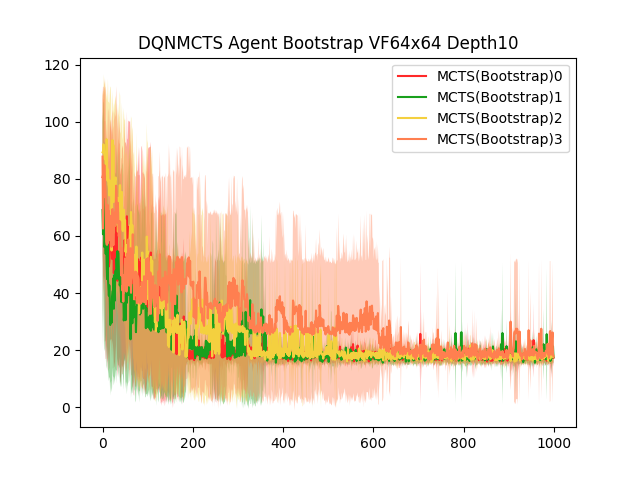 DQNMCTS Agent Bootstrap VF64x64 Depth10
120
100
80
60
40
20
0
0 200 400 600 800 1000
MCTS(Bootstrap)0
MCTS(Bootstrap)1
MCTS(Bootstrap)2
MCTS(Bootstrap)3